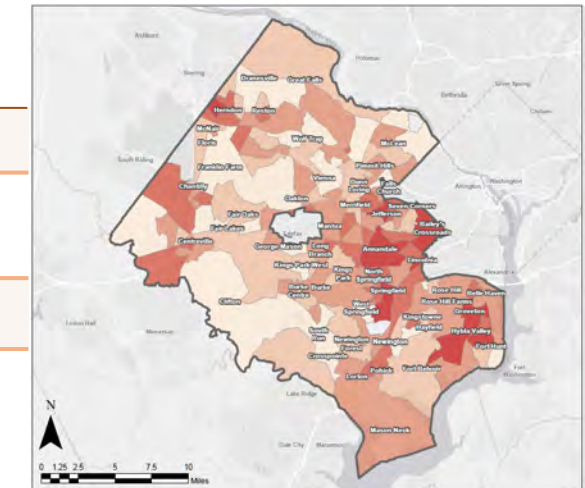 Ashburn
Potomac
Sterling
Dranesville Great Falls
Silver Spring
Bethesda
Herndon
Reston
McNair
Floris
Wolf Trap
McLean
South Riding
Franklin Farm
Pimmit Hills
Vienna
Dunn Loring
Falls Church
Arlington
Washington
Chantilly
Oakton
Merrifield
Seven Corners
Jefferson
Fair Oaks
Fair Lakes
Fairfax
Mantua
Bailey's Crossroads
Centreville
George Mason
Long Branch
Annandale
Lincolnia
Kings Park West
Kings Park
North Springfield
Alexandria
Burke Centre
Burke
Springfield
Rose Hill
Belle Haven
Rose Hill Farms
Clifton
West Springfield
Kingstowne
Groveton
Hayfield
Hybla Valley
Loch Hall
Manassas
South Run
Newington Forest
Newington
Fort Hunt
Crosspointe
Lorton
Pohick
Fort Belvoir
Fort Washington
Lake Ridge
Mason Neck
Dale City
N
0 1.25 2.5 5 7.5 10
Miles